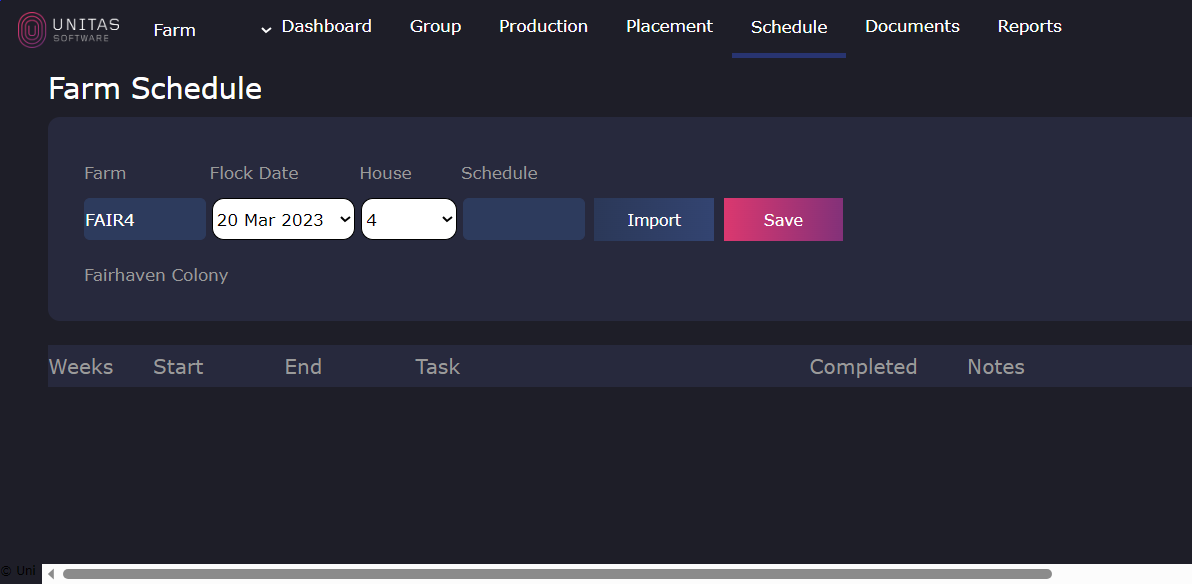 UNITAS
SOFTWARE
Farm Dashboard Group Production Placement Schedule Documents Reports
Farm Schedule
Farm Flock Date House Schedule
FAIR4 20 Mar 2023 4 Import Save
Fairhaven Colony
Weeks Start End Task Completed Notes
© Uni